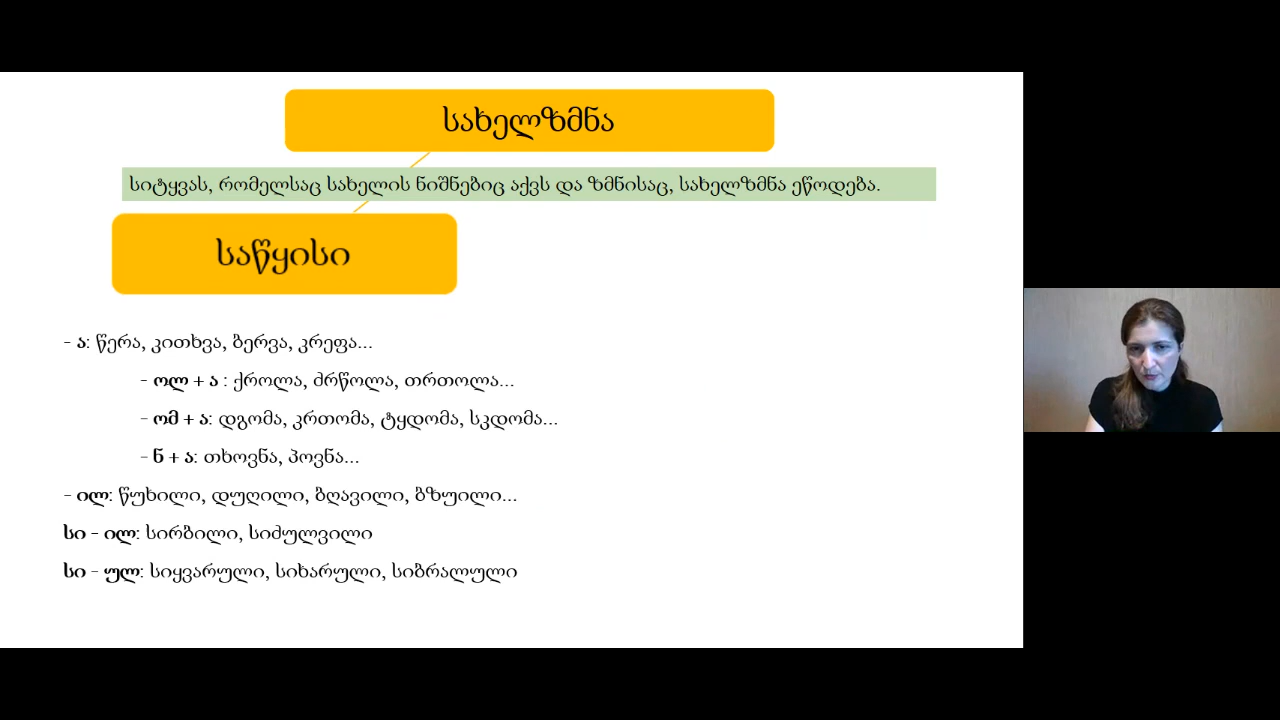 სახელზმნა
სიტყვას, რომელსაც სახელის ნიშნებიც აქვს და ზმნისაც, სახელზმნა ეწოდება.
საწყისი
- ა: წერა, კითხვა, ბერვა, კრეფა...
- ოლ + ა : ქროლა, ძრწოლა, თრთოლა...
- ომ + ა: დგომა, კრთომა, ტყდომა, სკდომა...
- ნ + ა: თხოვნა, პოვნა...
- ილ: წუხილი, დუღილი, ბღავილი, ბზუილი...
სი - ილ: სირბილი, სიძულვილი
სი - ულ: სიყვარული, სიხარული, სიბრალული